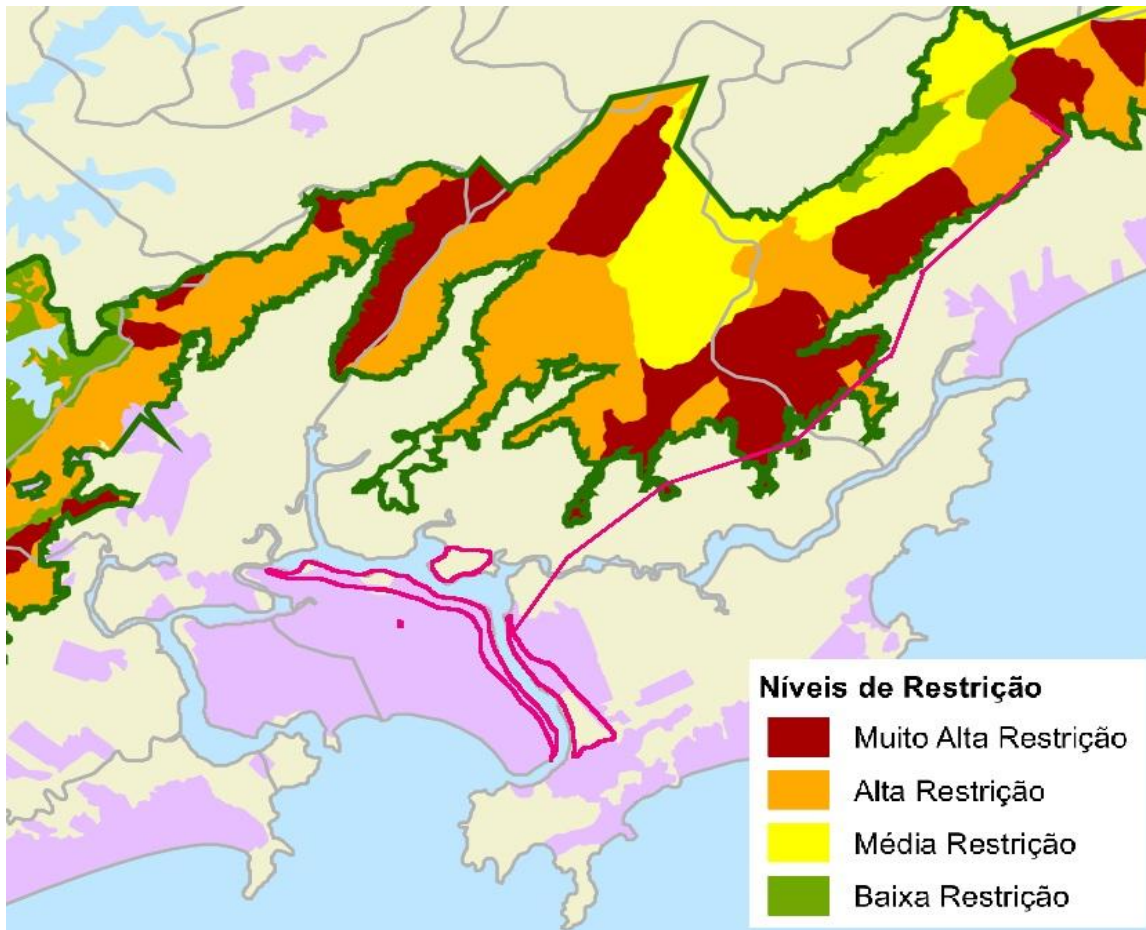 Níveis de Restrição
Muito Alta Restrição
Alta Restrição
Média Restrição
Baixa Restrição